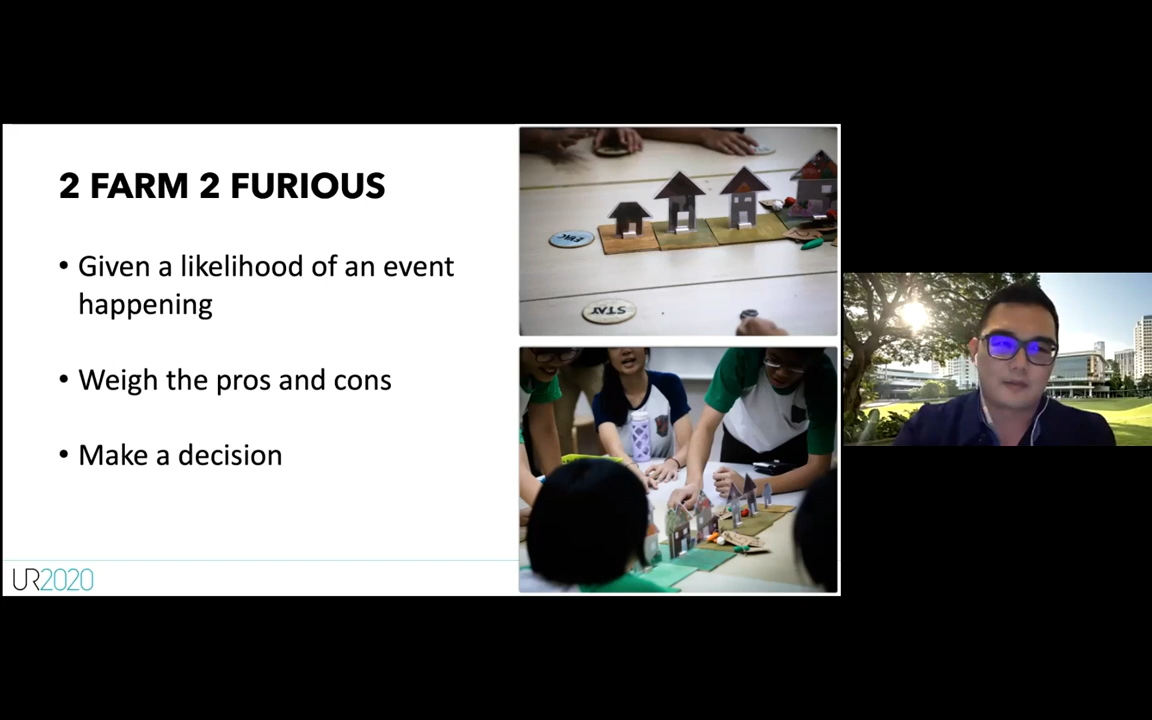 2 FARM 2 FURIOUS
• Given a likelihood of an event
happening
• Weigh the pros and cons
• Make a decision
EVAC
STAY
UR2020